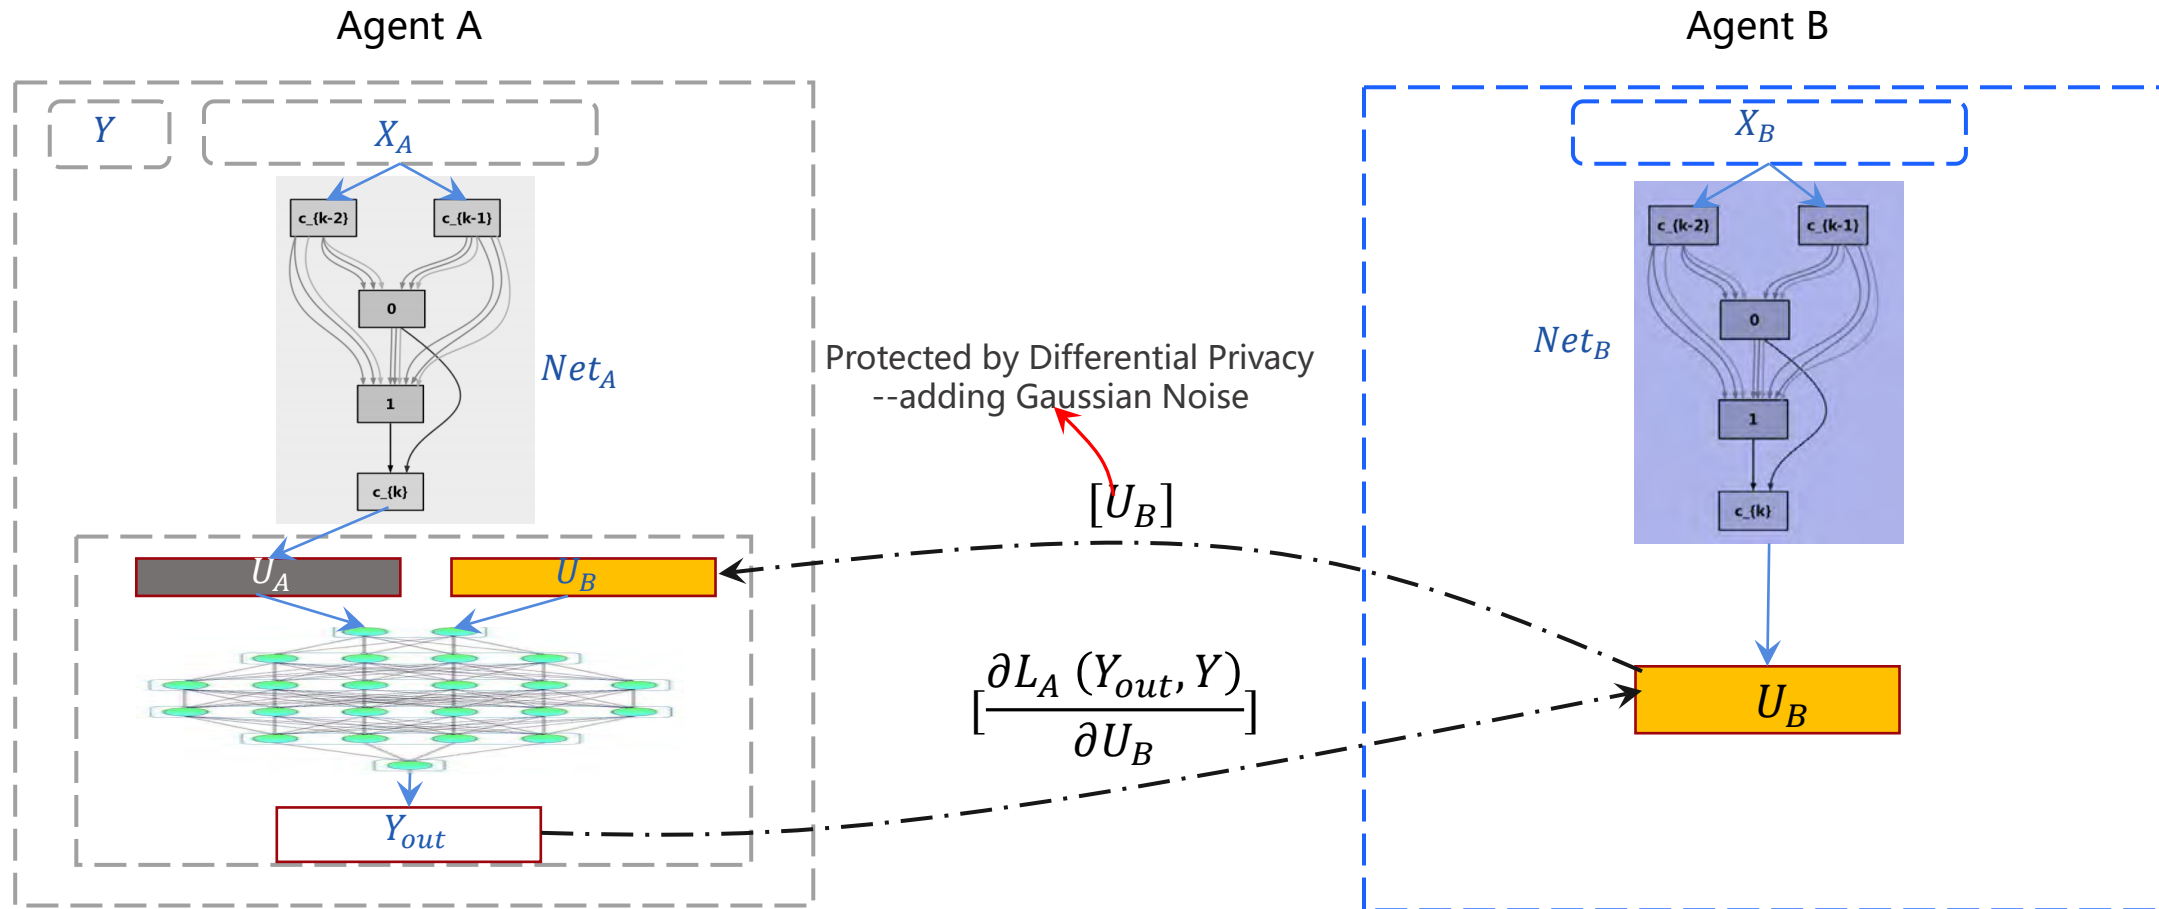 Agent A
Agent B
Y
X_A
c_{k-2}
c_{k-1}
0
1
c_{k}
Net_A
U_A
U_B
Y_out
Protected by Differential Privacy
--adding Gaussian Noise
[U_B]
[∂L_A (Y_out, Y) / ∂U_B]
X_B
c_{k-2}
c_{k-1}
0
1
c_{k}
Net_B
U_B